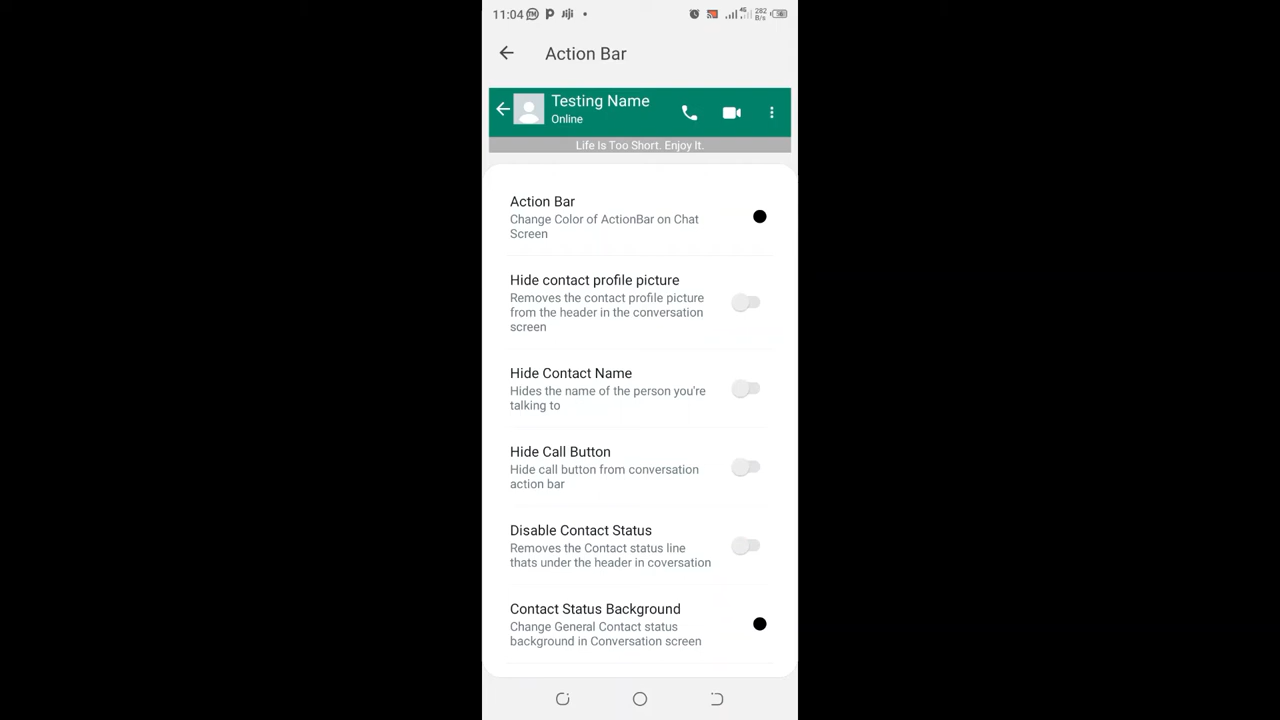 11:04 Jiji 4G 282 B/s 56
Action Bar
Testing Name
Online
Life Is Too Short. Enjoy It.
Action Bar
Change Color of ActionBar on Chat
Screen
Hide contact profile picture
Removes the contact profile picture
from the header in the conversation
screen
Hide Contact Name
Hides the name of the person you're
talking to
Hide Call Button
Hide call button from conversation
action bar
Disable Contact Status
Removes the Contact status line
thats under the header in coversation
Contact Status Background
Change General Contact status
background in Conversation screen